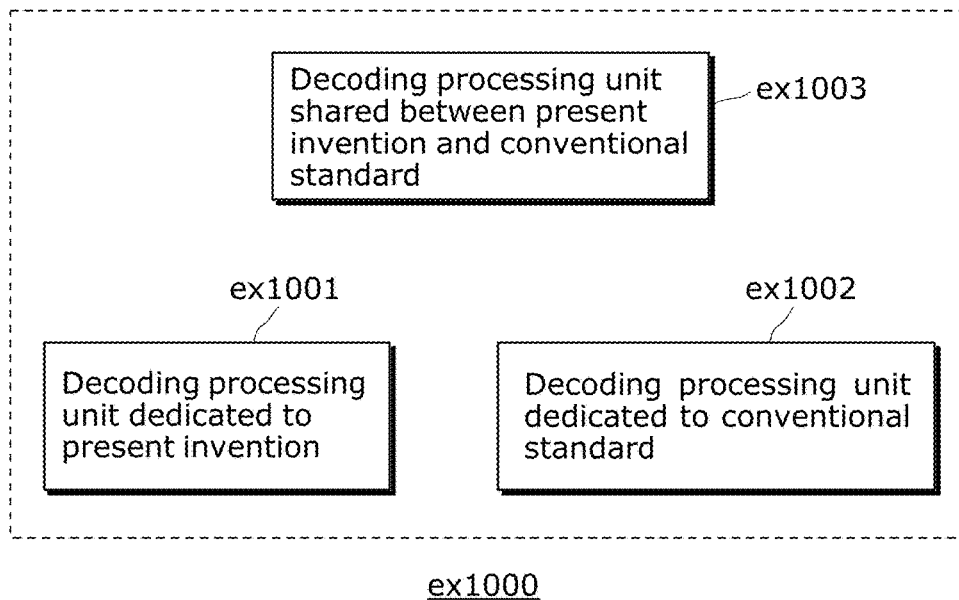 Decoding processing unit
shared between present
invention and conventional
standard
ex1003
ex1001
ex1002
Decoding processing
unit dedicated to
present invention
Decoding processing unit
dedicated to conventional
standard
ex1000